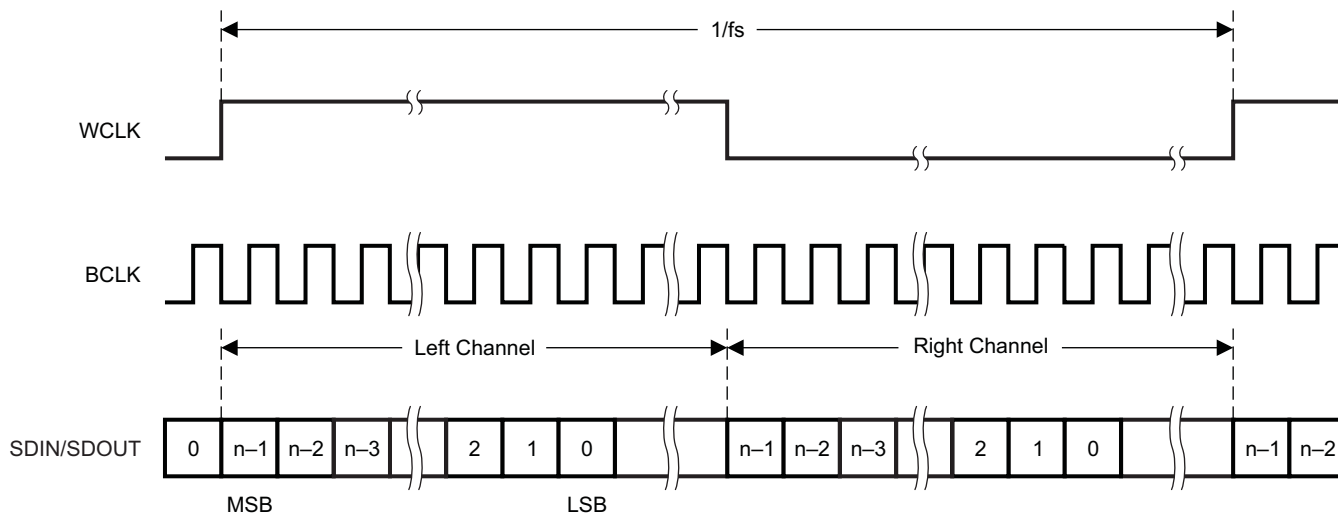 1/fs
WCLK
BCLK
Left Channel
Right Channel
SDIN/SDOUT 0 n–1 n–2 n–3 2 1 0 n–1 n–2 n–3 2 1 0 n–1 n–2
MSB LSB